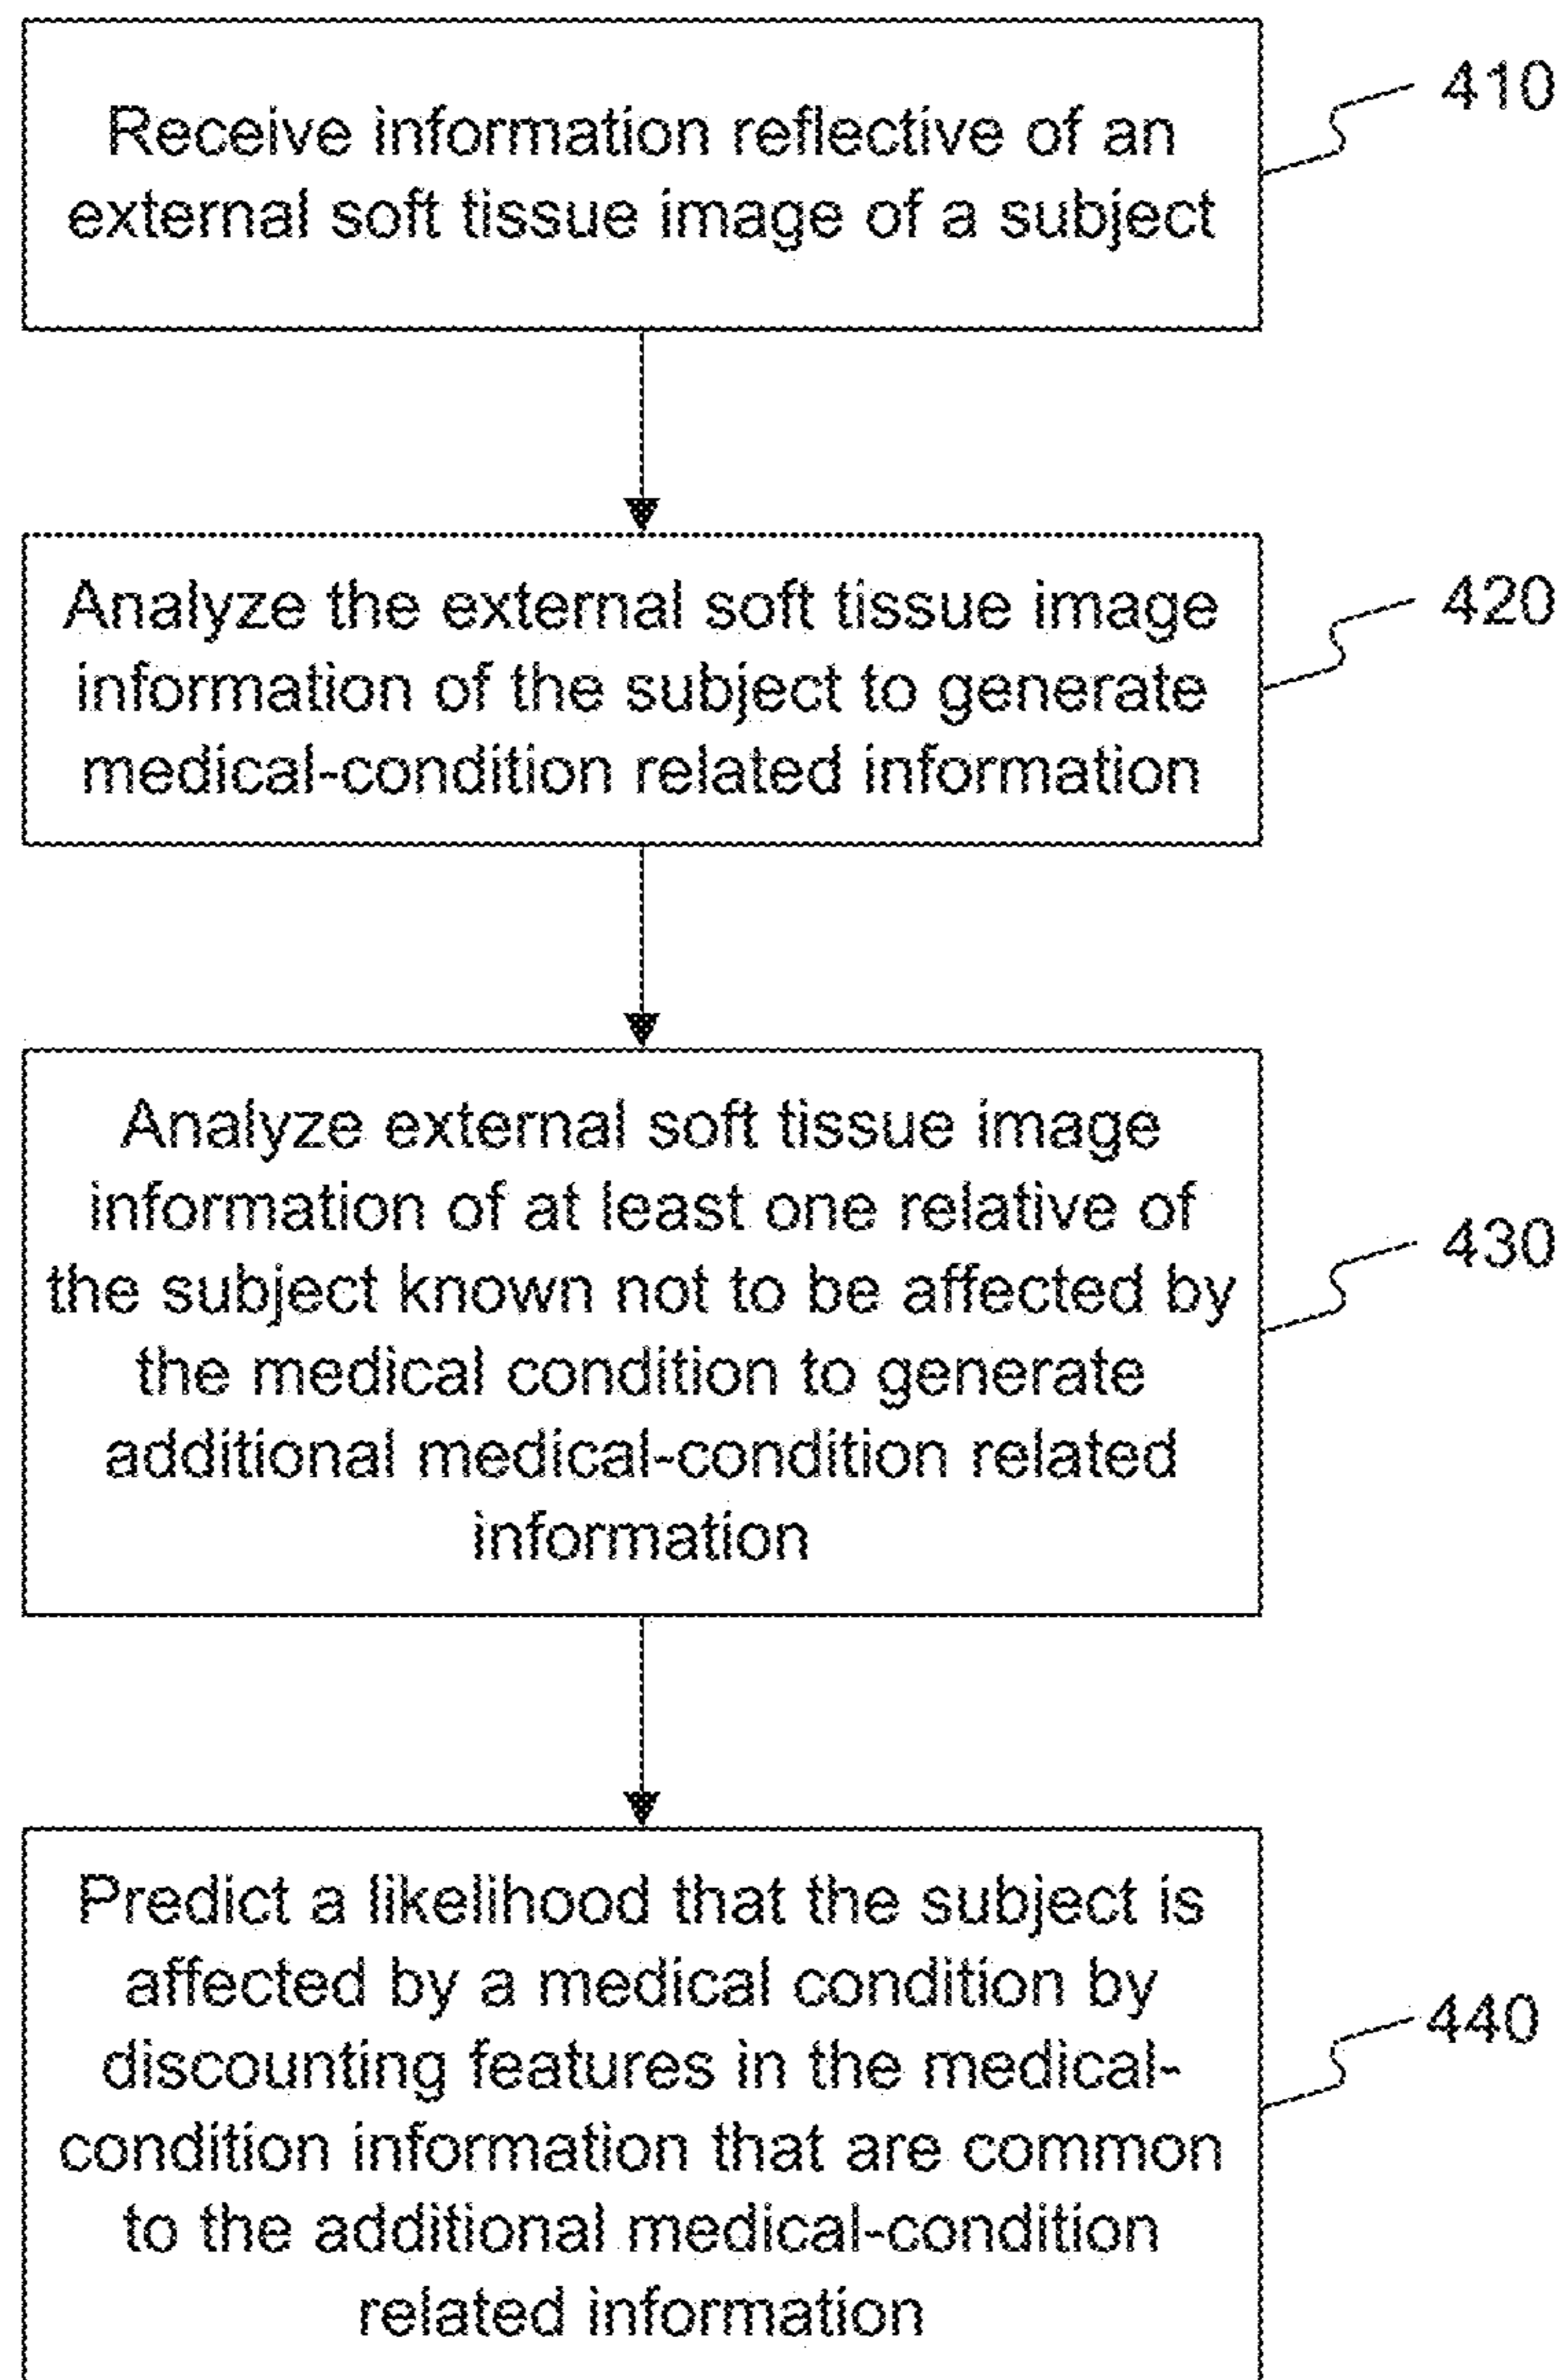 Receive information reflective of an
external soft tissue image of a subject
410
Analyze the external soft tissue image
information of the subject to generate
medical-condition related information
420
Analyze external soft tissue image
information of at least one relative of
the subject known not to be affected by
the medical condition to generate
additional medical-condition related
information
430
Predict a likelihood that the subject is
affected by a medical condition by
discounting features in the medical-
condition information that are common
to the additional medical-condition
related information
440